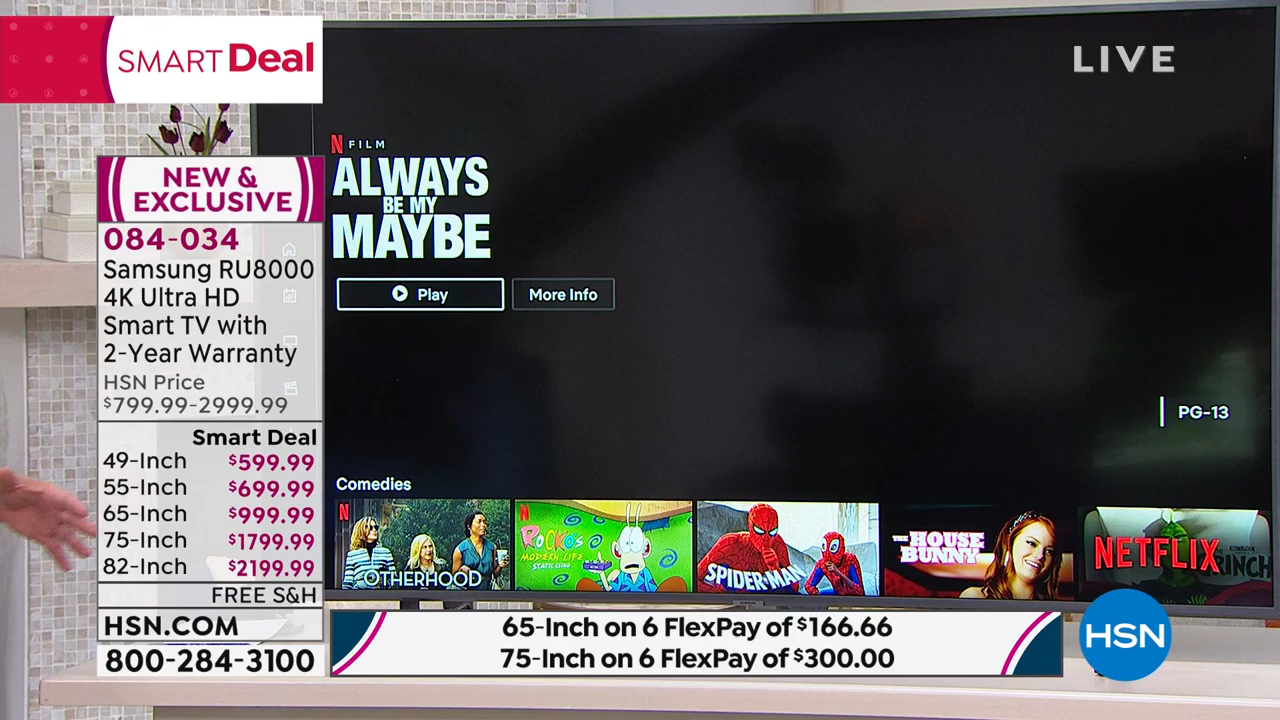 SMART Deal
LIVE
NEW &
EXCLUSIVE
084-034
Samsung RU8000
4K Ultra HD
Smart TV with
2-Year Warranty
HSN Price
$799.99-2999.99
Smart Deal
49-Inch $599.99
55-Inch $699.99
65-Inch $999.99
75-Inch $1799.99
82-Inch $2199.99
FREE S&H
HSN.COM
800-284-3100
N FILM
ALWAYS
BE MY
MAYBE
Play
More Info
PG-13
Comedies
N
OTHERHOOD
N
ROCKO'S
MODERN LIFE
STATIC CLING
SPIDER-MAN
THE HOUSE
BUNNY
NETFLIX
GRINCH
65-Inch on 6 FlexPay of $166.66
75-Inch on 6 FlexPay of $300.00
HSN